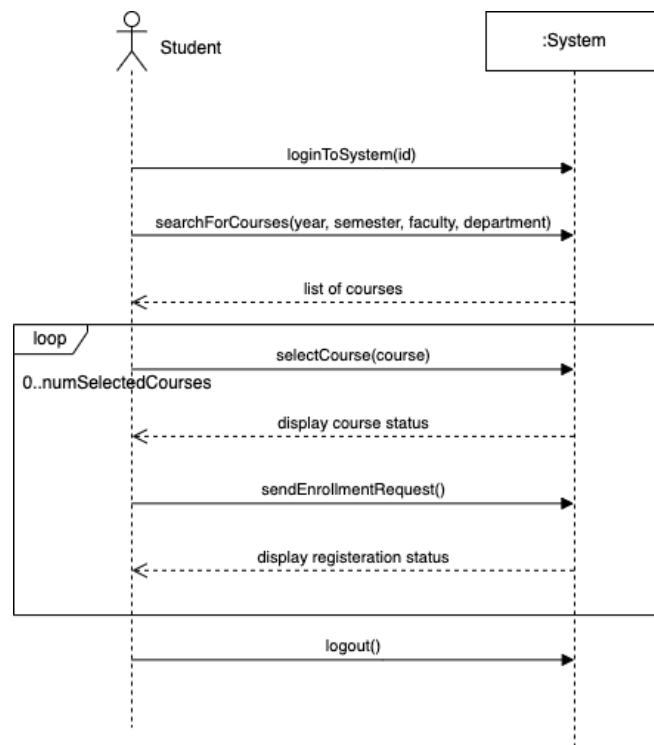 Student
:System
loginToSystem(id)
searchForCourses(year, semester, faculty, department)
list of courses
loop
selectCourse(course)
0..numSelectedCourses
display course status
sendEnrollmentRequest()
display registeration status
logout()